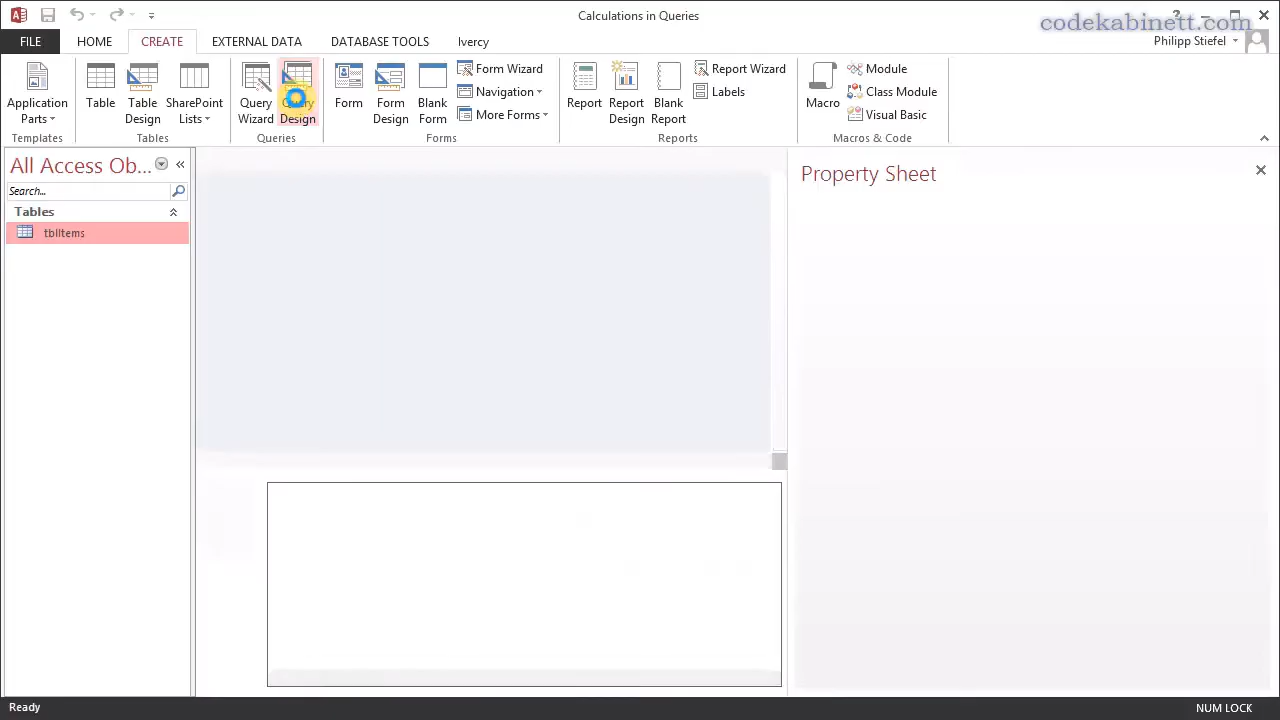 Calculations in Queries
codekabinett.com
?
FILE
HOME
CREATE
EXTERNAL DATA
DATABASE TOOLS
Ivercy
Philipp Stiefel
Application
Parts
Table
Table
Design
SharePoint
Lists
Query
Wizard
Query
Design
Form
Form
Design
Blank
Form
Form Wizard
Navigation
More Forms
Report
Report
Design
Blank
Report
Report Wizard
Labels
Macro
Module
Class Module
Visual Basic
Templates
Tables
Queries
Forms
Reports
Macros & Code
All Access Ob...
Search...
Tables
tblItems
Property Sheet
Ready
NUM LOCK